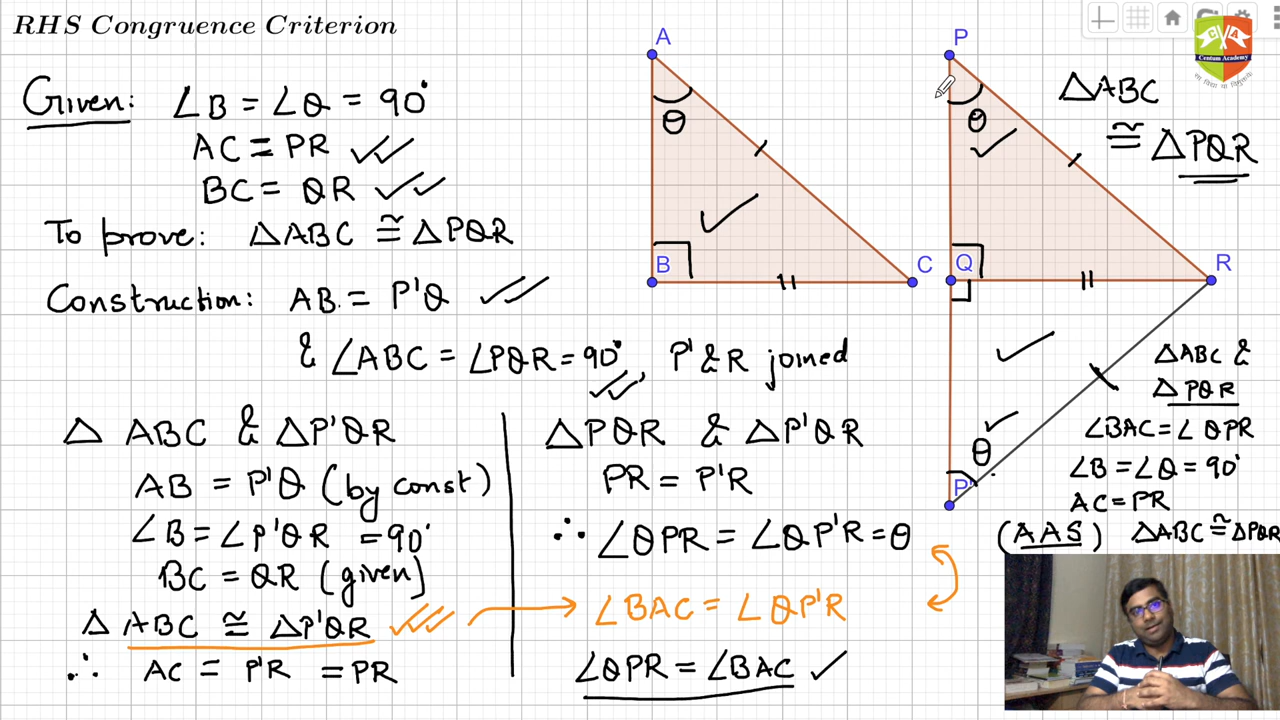 RHS Congruence Criterion
Given: ∠B = ∠Q = 90°
AC = PR ✓✓
BC = QR ✓✓
To prove: △ABC ≅ △PQR
Construction: AB = P'Q ✓✓
& ∠ABC = ∠PQR = 90°, P' & R joined
△ ABC & △P'QR
AB = P'Q (by const)
∠B = ∠P'QR = 90°
BC = QR (given)
△ ABC ≅ △P'QR
∴ AC = P'R = PR
△PQR & △P'QR
PR = P'R
∴ ∠QPR = ∠QP'R = θ
∠BAC = ∠QP'R
∠QPR = ∠BAC ✓
A
θ
B
C
P
θ
Q
R
θ
P'
△ABC
≅ △PQR
Centum Academy
△ABC &
△ PQR
∠BAC = ∠QPR
∠B = ∠Q = 90°
AC = PR
(AAS) △ABC ≅ △PQR